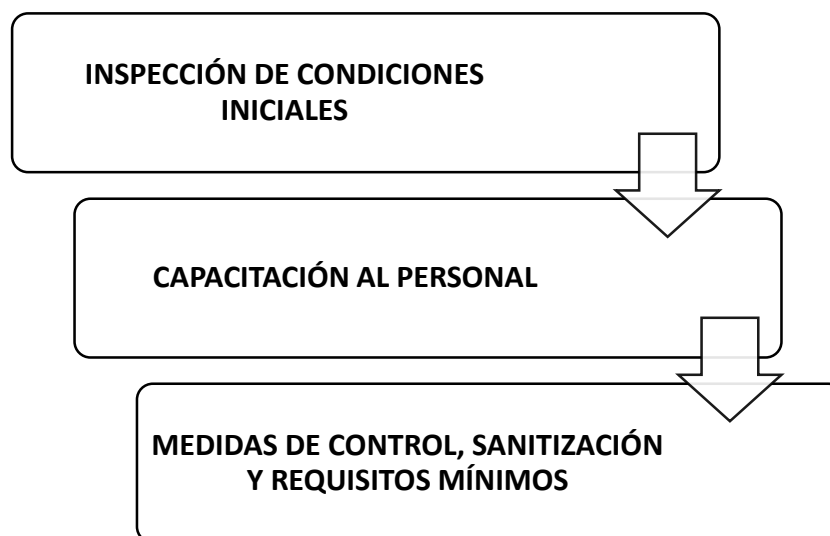 INSPECCIÓN DE CONDICIONES
INICIALES
CAPACITACIÓN AL PERSONAL
MEDIDAS DE CONTROL, SANITIZACIÓN
Y REQUISITOS MÍNIMOS